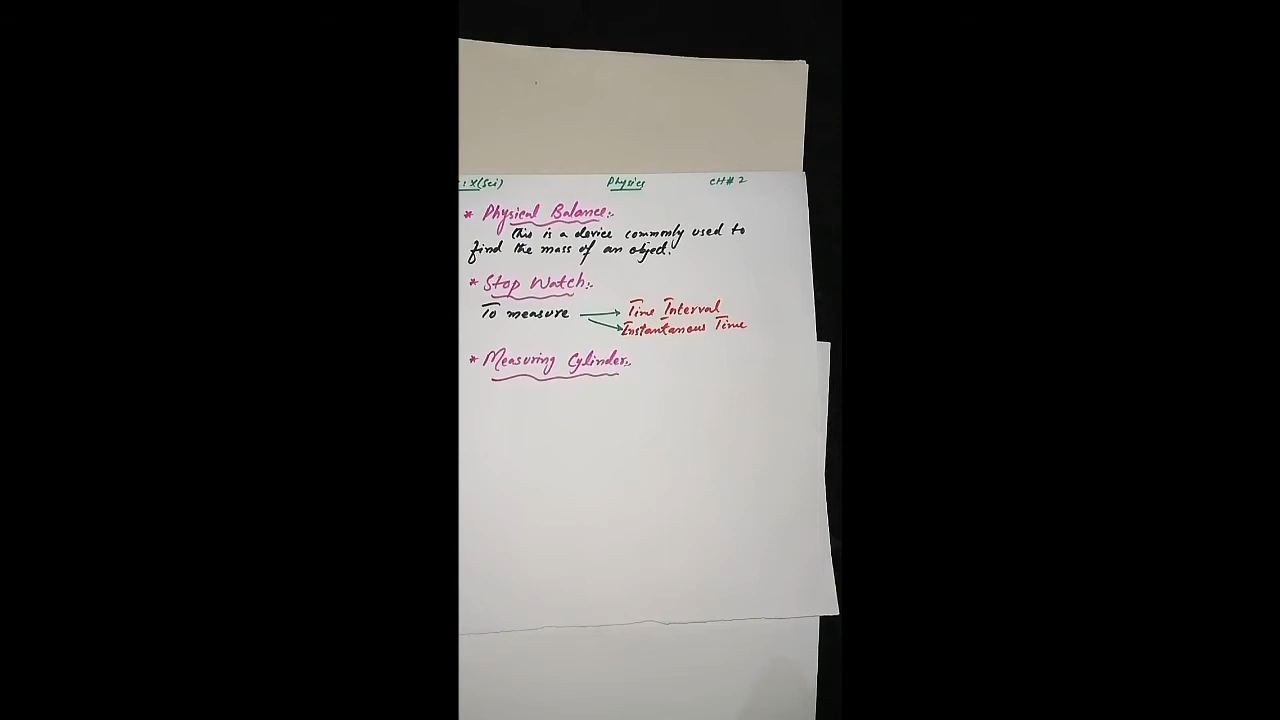 : X(Sci) Physics CH# 2
* Physical Balance:.
This is a device commonly used to
find the mass of an object.
* Stop Watch:.
To measure → Time Interval
→ Instantanous Time
* Measuring Cylinder:.